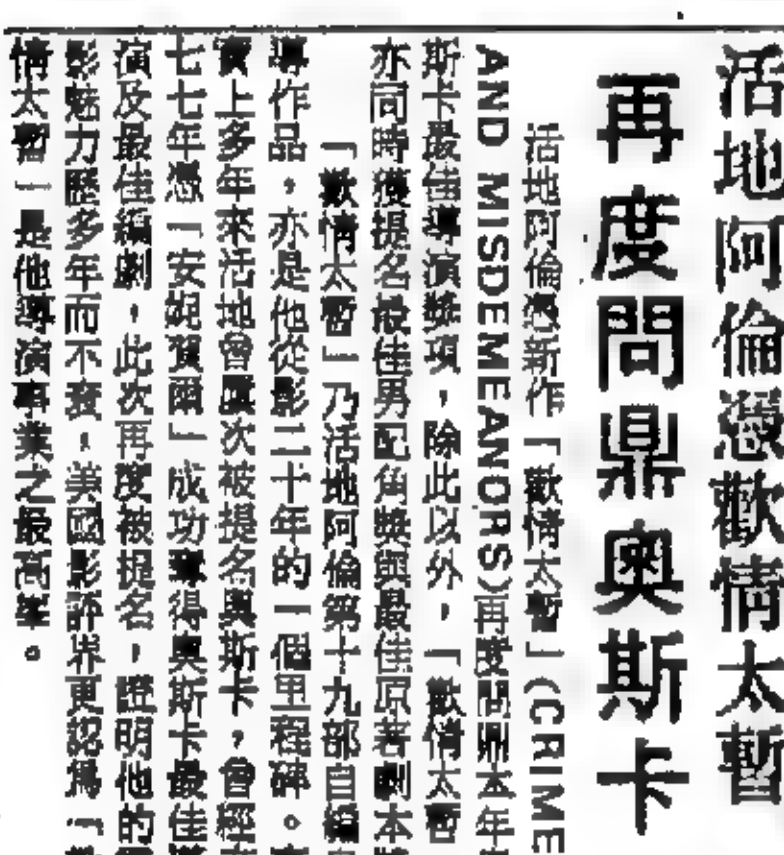 活地阿倫憑歡情太暫
再度問鼎奧斯卡
活地阿倫憑新作「歡情太暫」(CRIME
AND MISDEMEANORS)再度問鼎本年
斯卡最佳導演獎項，除此以外，「歡情太暫
亦同時獲提名最佳男配角獎與最佳原著劇本
「歡情太暫」乃活地阿倫第十九部自編
導作品，亦是他從影二十年的一個里程碑。
實上多年來活地曾屢次被提名奧斯卡，曾經
七七年憑「安妮賀爾」成功奪得奧斯卡最佳
演及最佳編劇，此次再度被提名，證明他的
影魅力歷多年而不衰，美國影評界更認為「
情太暫」是他導演事業之最高峯。